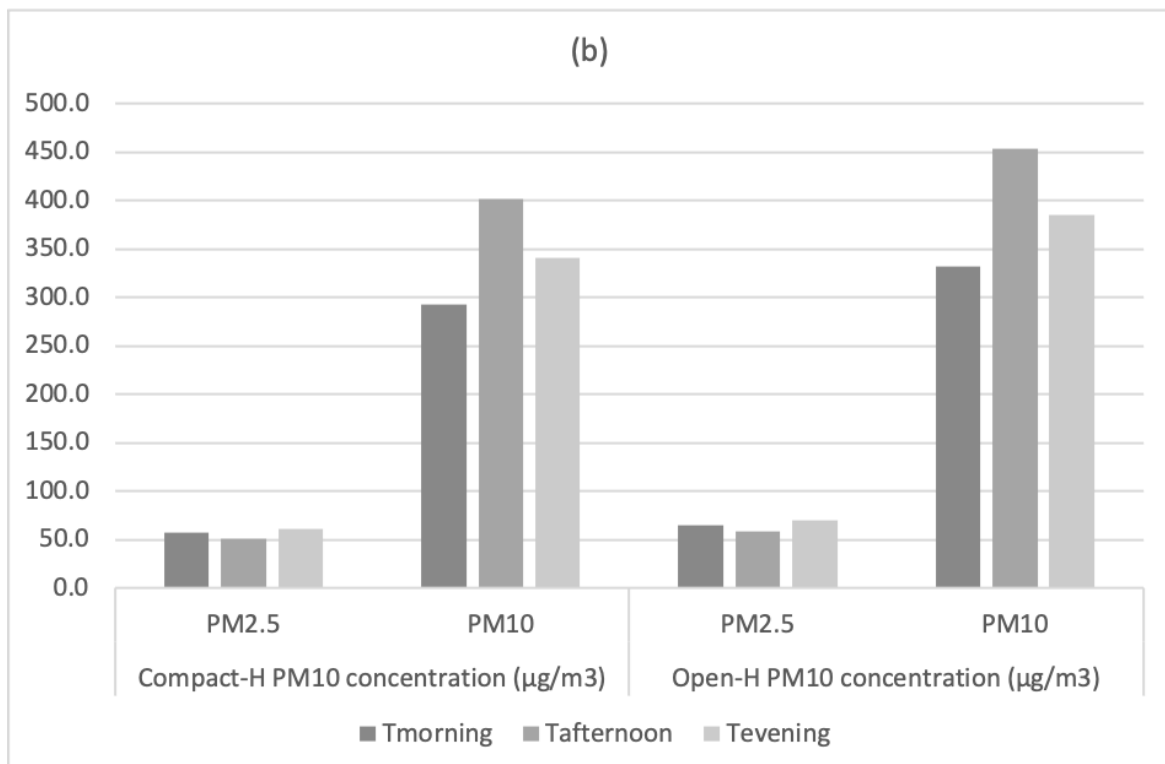 (b)
500.0
450.0
400.0
350.0
300.0
250.0
200.0
150.0
100.0
50.0
0.0
PM2.5 PM10 PM2.5 PM10
Compact-H PM10 concentration (µg/m3) Open-H PM10 concentration (µg/m3)
Tmorning Tafternoon Tevening